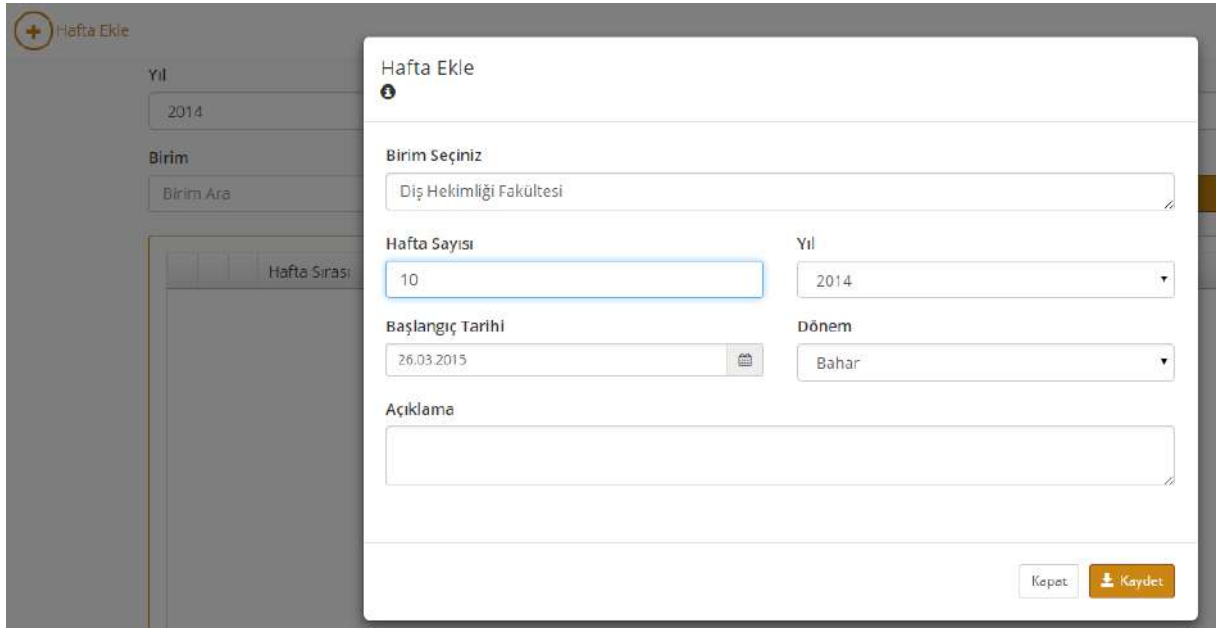 Hafta Ekle
Yıl
2014
Birim
Birim Ara
Hafta Sırası
Hafta Ekle
Birim Seçiniz
Diş Hekimliği Fakültesi
Hafta Sayısı
Yıl
10
2014
Başlangıç Tarihi
Dönem
26.03.2015
Bahar
Açıklama
Kapat
Kaydet